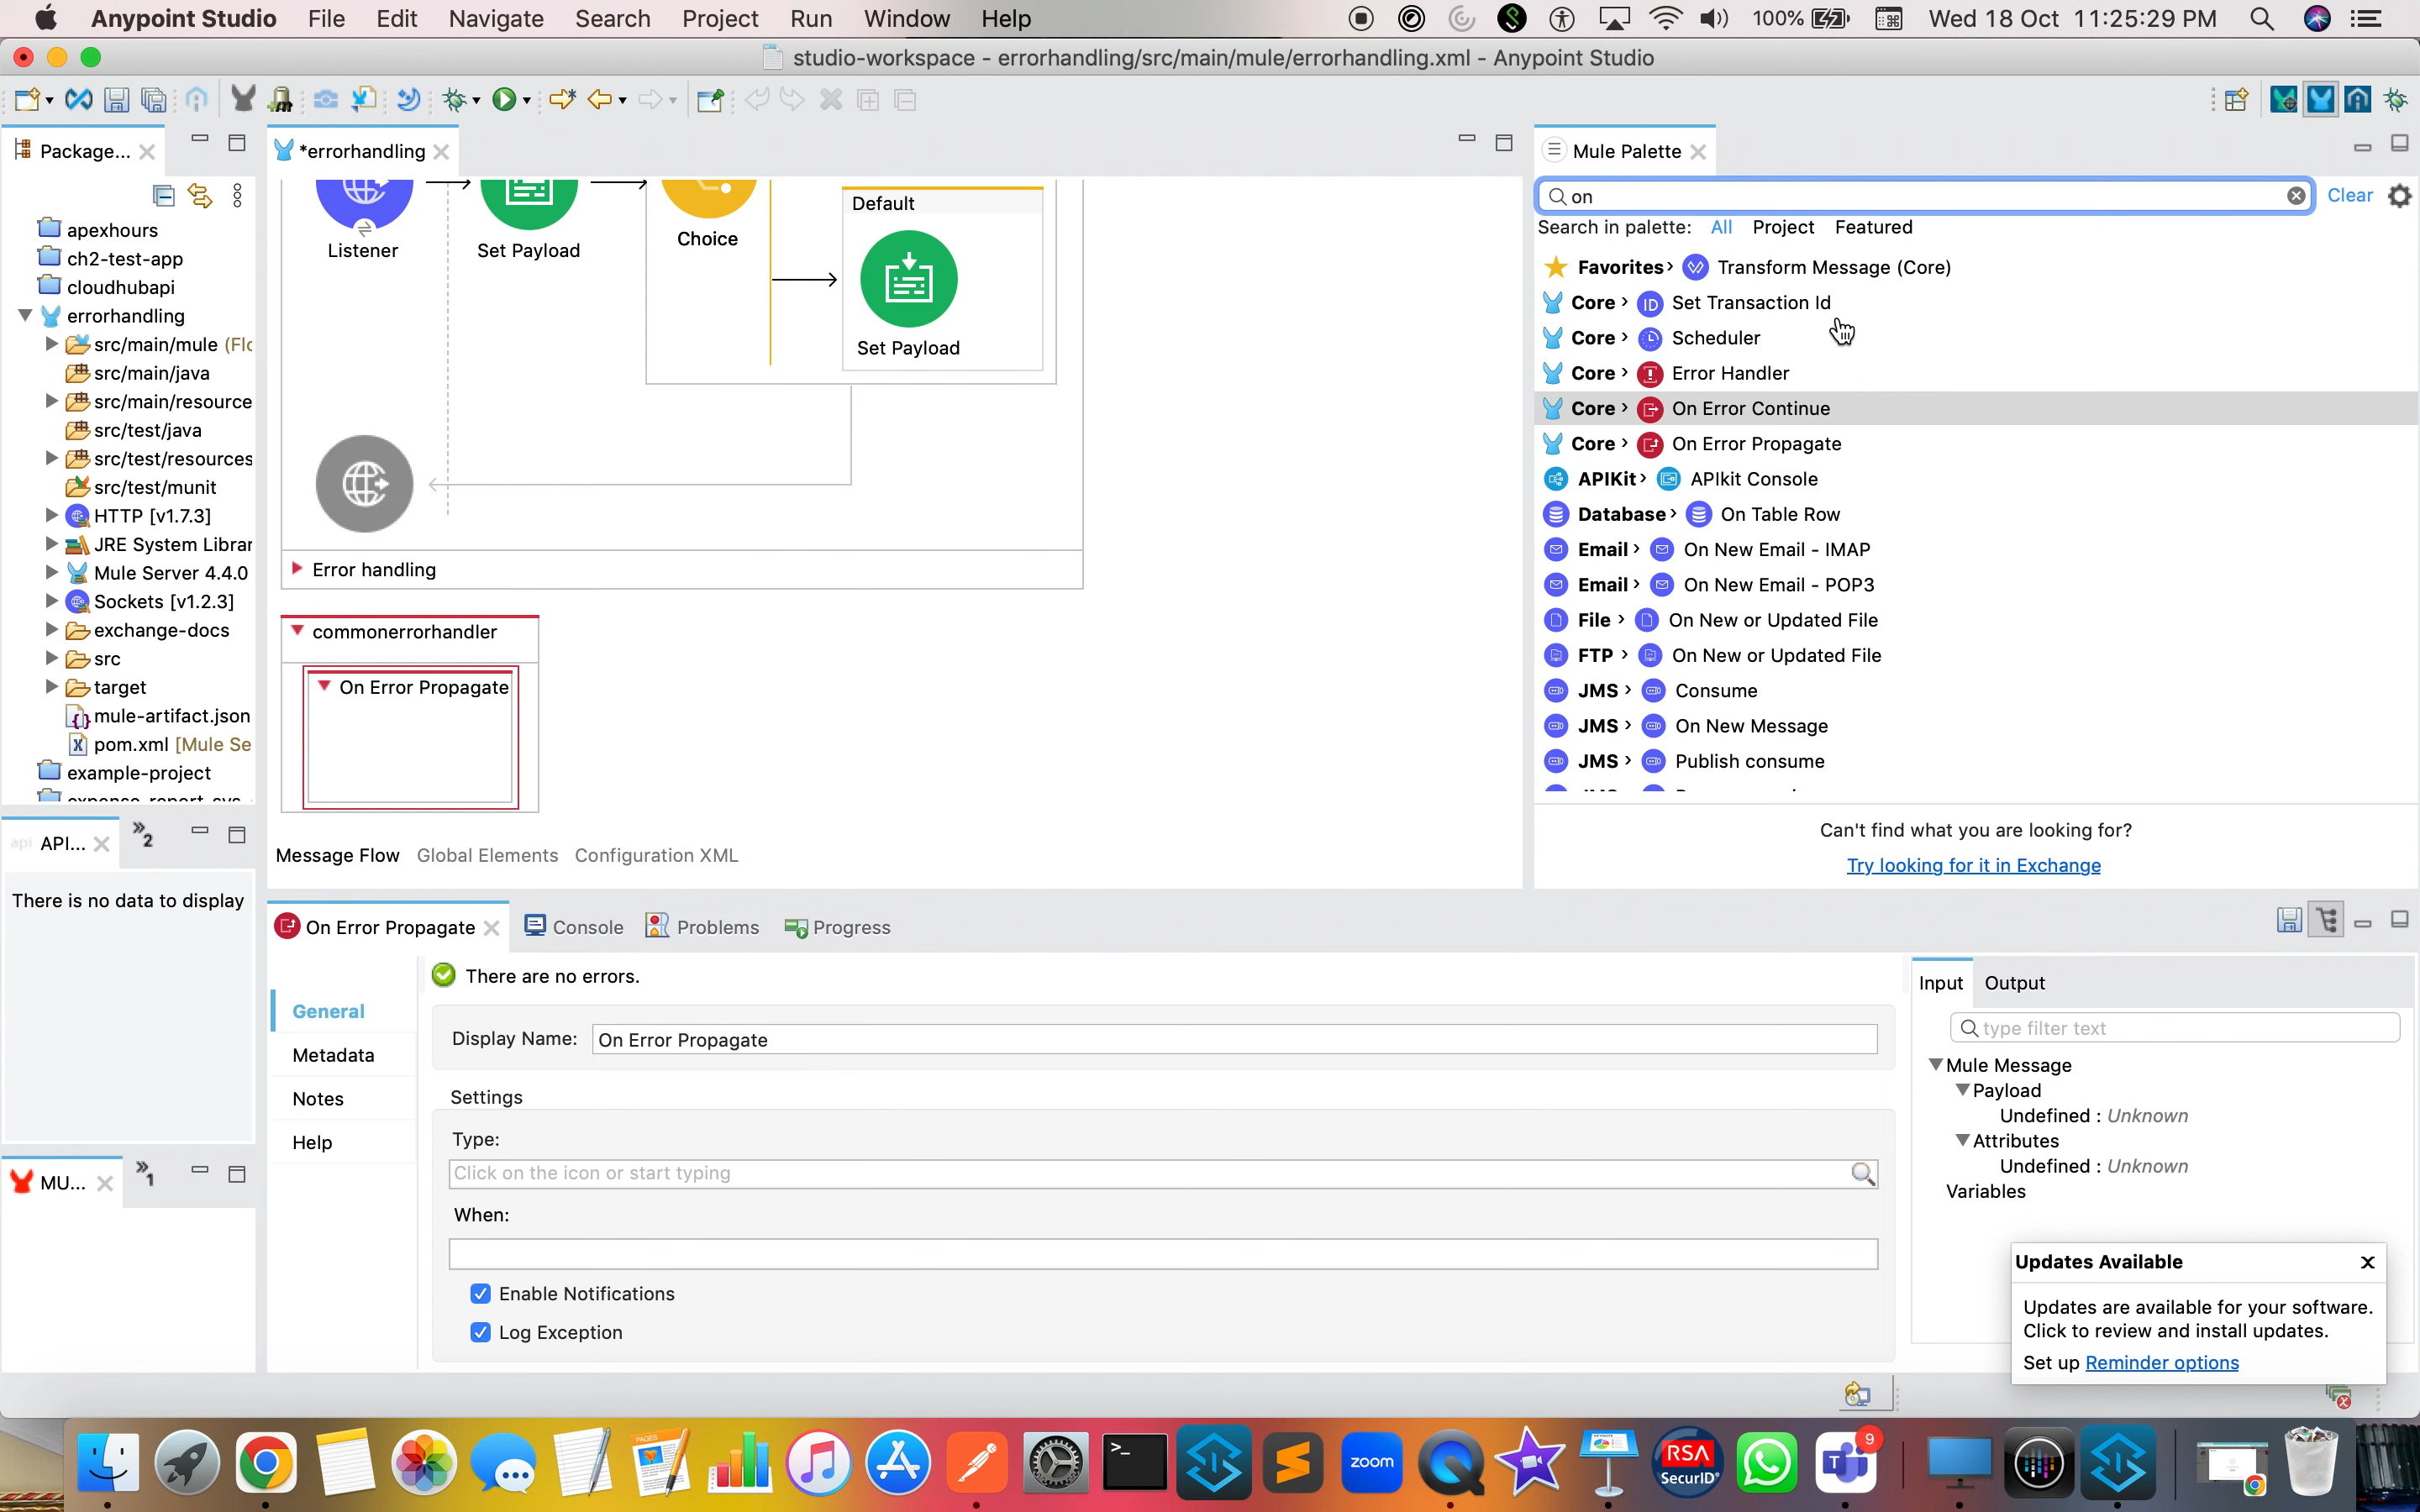 Anypoint Studio File Edit Navigate Search Project Run Window Help 100% Wed 18 Oct 11:25:29 PM
studio-workspace - errorhandling/src/main/mule/errorhandling.xml - Anypoint Studio
Package...
*errorhandling
Mule Palette
on
Clear
Search in palette: All Project Featured
apexhours
ch2-test-app
cloudhubapi
errorhandling
src/main/mule (Flo
src/main/java
src/main/resource
src/test/java
src/test/resources
src/test/munit
HTTP [v1.7.3]
JRE System Librar
Mule Server 4.4.0
Sockets [v1.2.3]
exchange-docs
src
target
mule-artifact.json
pom.xml [Mule Se
example-project
Listener
Set Payload
Choice
Default
Set Payload
Error handling
commonerrorhandler
On Error Propagate
Message Flow Global Elements Configuration XML
Favorites > Transform Message (Core)
Core > ID Set Transaction Id
Core > Scheduler
Core > Error Handler
Core > On Error Continue
Core > On Error Propagate
APIKit > APIkit Console
Database > On Table Row
Email > On New Email - IMAP
Email > On New Email - POP3
File > On New or Updated File
FTP > On New or Updated File
JMS > Consume
JMS > On New Message
JMS > Publish consume
Can't find what you are looking for?
Try looking for it in Exchange
api API... »2
There is no data to display
MU... »1
On Error Propagate Console Problems Progress
There are no errors.
General
Metadata
Notes
Help
Display Name: On Error Propagate
Settings
Type:
Click on the icon or start typing
When:
Enable Notifications
Log Exception
Input Output
type filter text
Mule Message
Payload
Undefined : Unknown
Attributes
Undefined : Unknown
Variables
Updates Available x
Updates are available for your software.
Click to review and install updates.
Set up Reminder options
PAGES
zoom
RSA
SecurID
T
9